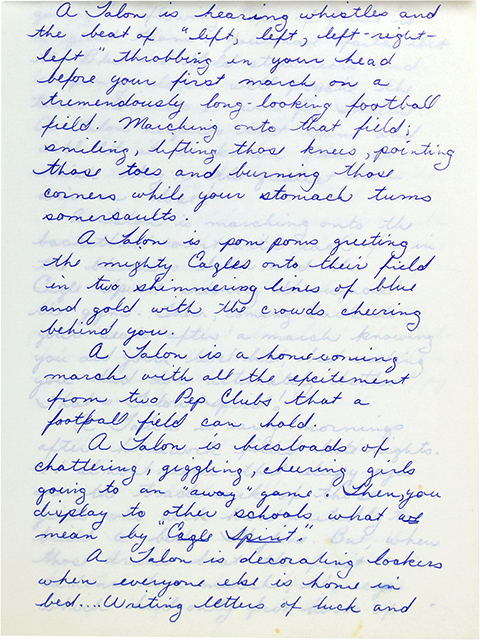 A Talon is hearing whistles and
the beat of "left, left, left-right-
left" throbbing in your head
before your first march on a
tremendously long-looking football
field. Marching onto that field;
smiling, lifting those knees, pointing
those toes and burning those
corners while your stomach turns
somersaults.
A Talon is pom poms greeting
the mighty Eagles onto their field
in two shimmering lines of blue
and gold with the crowds cheering
behind you.
A Talon is a homecoming
march with all the excitement
from two Pep Clubs that a
football field can hold.
A Talon is busloads of
chattering, giggling, cheering girls
going to an "away" game. Then, you
display to other schools what we
mean by "Eagle Spirit."
A Talon is decorating lockers
when everyone else is home in
bed....Writing letters of luck and